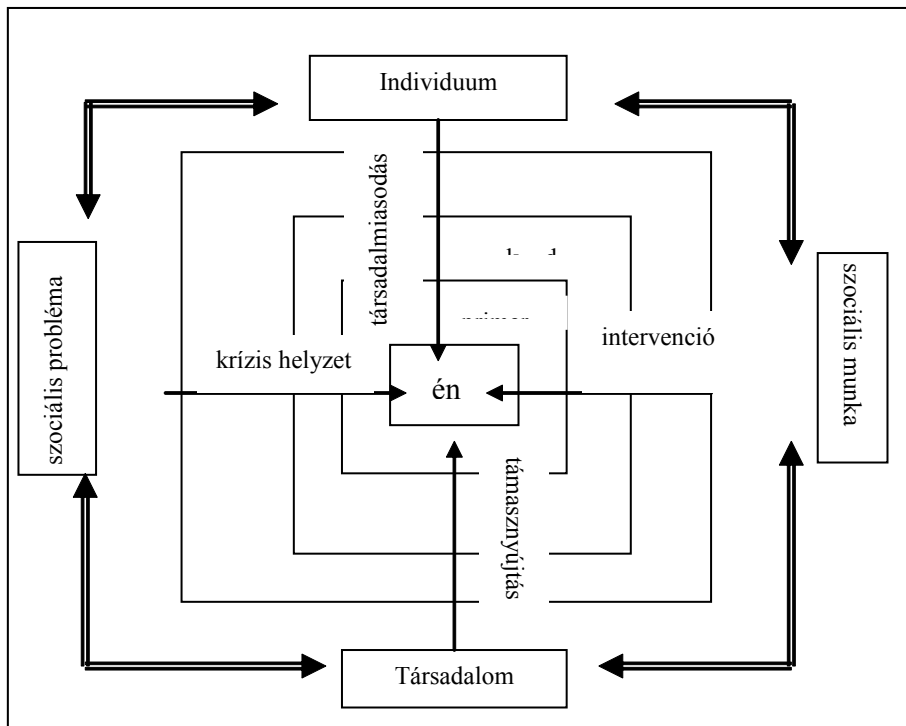 Individuum
társadalmiasodás
szociális probléma
krízis helyzet
intervenció
szociális munka
én
támasznyújtás
Társadalom